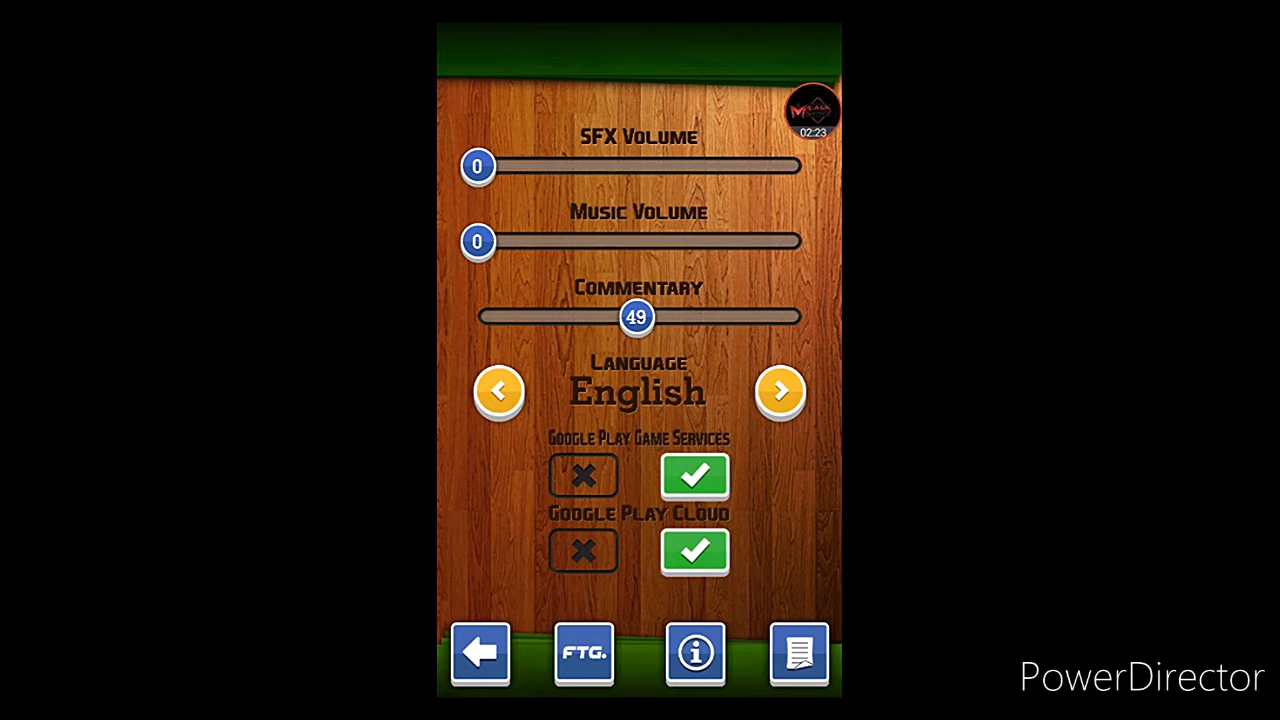 SFX VOLUME
0
02:23
MUSIC VOLUME
0
COMMENTARY
49
LANGUAGE
English
GOOGLE PLAY GAME SERVICES
GOOGLE PLAY CLOUD
FTG.
PowerDirector